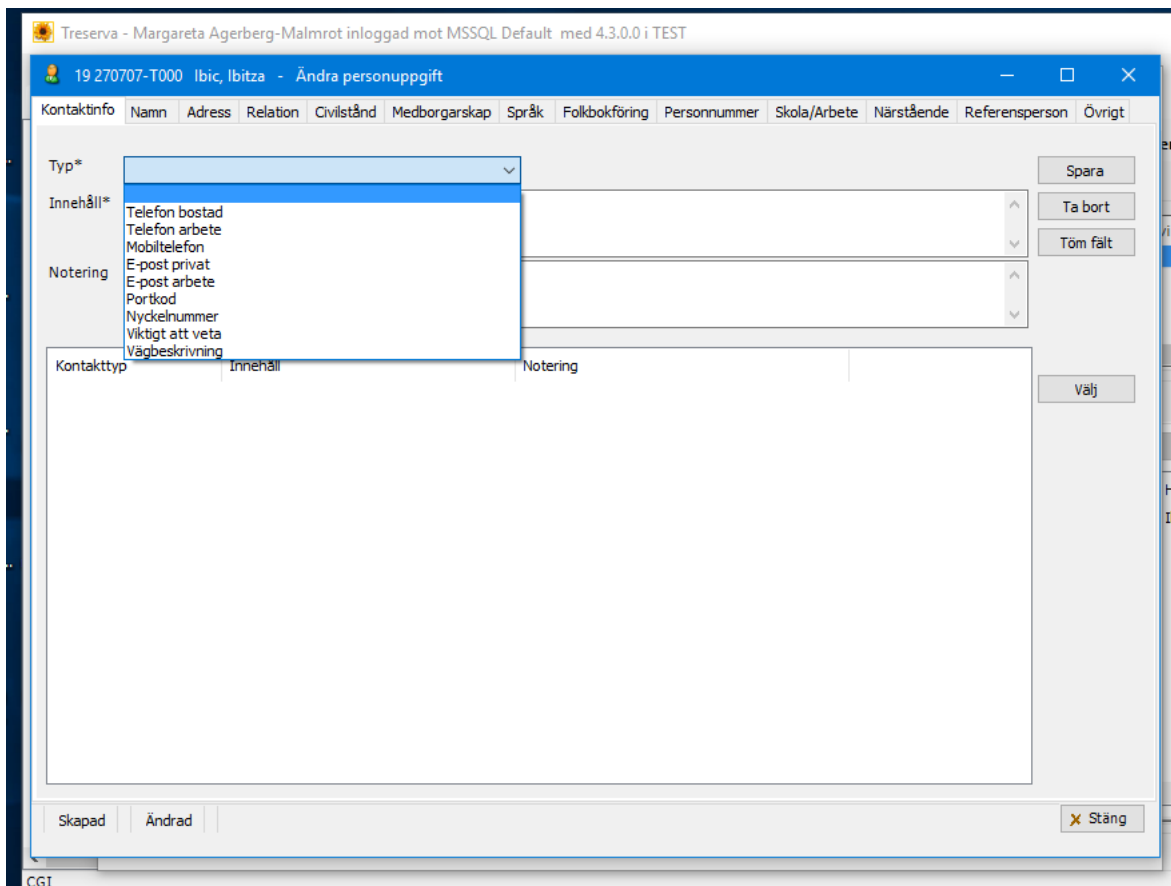 Treserva - Margareta Agerberg-Malmrot inloggad mot MSSQL Default med 4.3.0.0 i TEST
19 270707-T000 Ibic, Ibitza - Ändra personuppgift
Kontaktinfo Namn Adress Relation Civilstånd Medborgarskap Språk Folkbokföring Personnummer Skola/Arbete Närstående Referensperson Övrigt
Typ*
Spara
Innehåll*
Ta bort
Töm fält
Notering
Telefon bostad
Telefon arbete
Mobiltelefon
E-post privat
E-post arbete
Portkod
Nyckelnummer
Viktigt att veta
Vägbeskrivning
Kontakttyp Innehåll Notering
Välj
Skapad Ändrad
Stäng
CGI